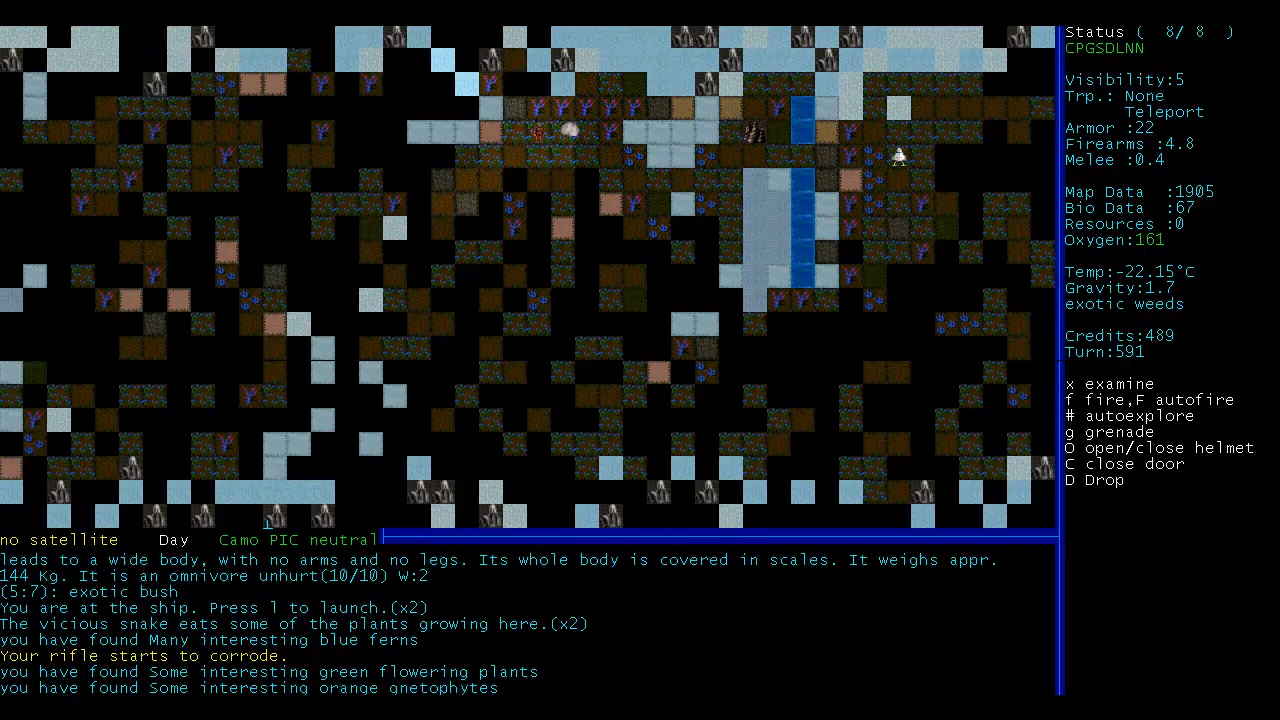 Status (  8/ 8  )
CPGSDLNN
Visibility:5
Trp.: None
Teleport
Armor :22
Firearms :4.8
Melee :0.4
Map Data  :1905
Bio Data  :67
Resources :0
Oxygen:161
Temp:-22.15°C
Gravity:1.7
exotic weeds
Credits:489
Turn:591
x examine
f fire,F autofire
# autoexplore
g grenade
O open/close helmet
C close door
D Drop
no satellite     Day    Camo PIC neutral
leads to a wide body, with no arms and no legs. Its whole body is covered in scales. It weighs appr.
144 Kg. It is an omnivore unhurt(10/10) W:2
(5:7): exotic bush
You are at the ship. Press l to launch.(x2)
The vicious snake eats some of the plants growing here.(x2)
you have found Many interesting blue ferns
Your rifle starts to corrode.
you have found Some interesting green flowering plants
you have found Some interesting orange gnetophytes